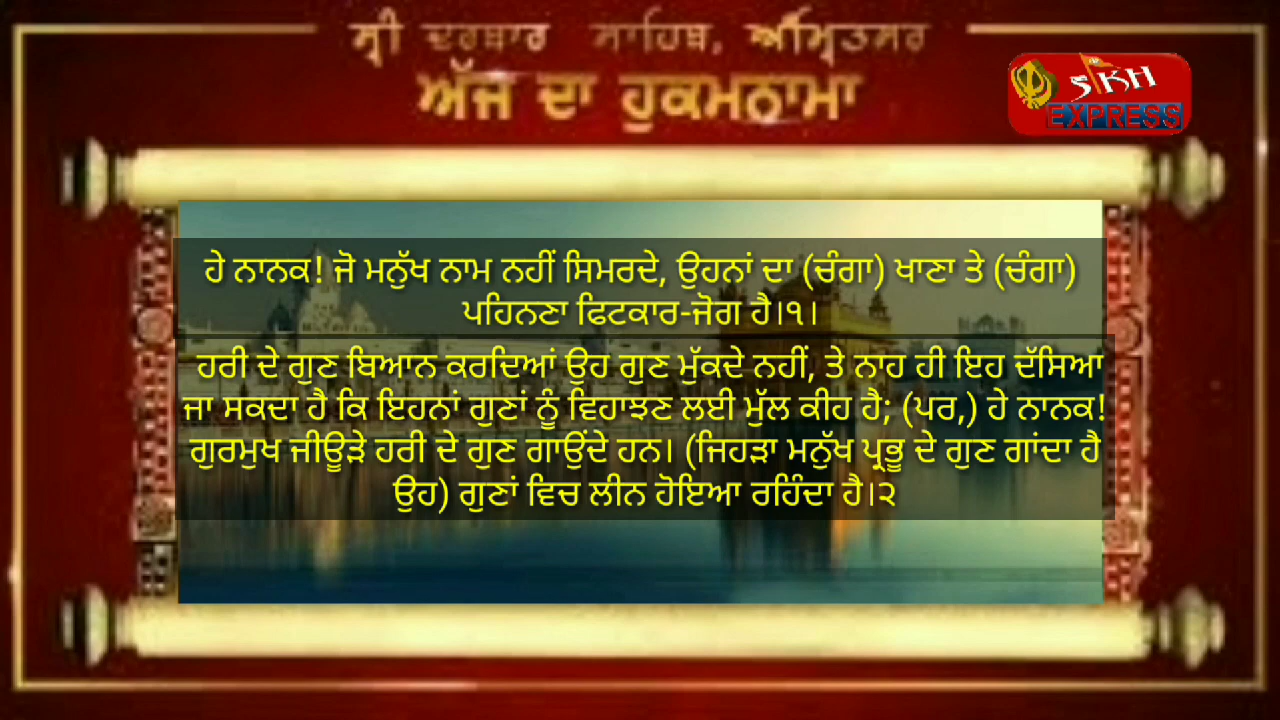 ਸ੍ਰੀ ਦਰਬਾਰ ਸਾਹਿਬ, ਅੰਮ੍ਰਿਤਸਰ
ਅੱਜ ਦਾ ਹੁਕਮਨਾਮਾ
SIKH
EXPRESS
ਹੇ ਨਾਨਕ! ਜੋ ਮਨੁੱਖ ਨਾਮ ਨਹੀਂ ਸਿਮਰਦੇ, ਉਹਨਾਂ ਦਾ (ਚੰਗਾ) ਖਾਣਾ ਤੇ (ਚੰਗਾ)
ਪਹਿਨਣਾ ਫਿਟਕਾਰ-ਜੋਗ ਹੈ।੧।
ਹਰੀ ਦੇ ਗੁਣ ਬਿਆਨ ਕਰਦਿਆਂ ਉਹ ਗੁਣ ਮੁੱਕਦੇ ਨਹੀਂ, ਤੇ ਨਾਹ ਹੀ ਇਹ ਦੱਸਿਆ
ਜਾ ਸਕਦਾ ਹੈ ਕਿ ਇਹਨਾਂ ਗੁਣਾਂ ਨੂੰ ਵਿਹਾਝਣ ਲਈ ਮੁੱਲ ਕੀਹ ਹੈ; (ਪਰ,) ਹੇ ਨਾਨਕ!
ਗੁਰਮੁਖ ਜੀਊੜੇ ਹਰੀ ਦੇ ਗੁਣ ਗਾਉਂਦੇ ਹਨ। (ਜਿਹੜਾ ਮਨੁੱਖ ਪ੍ਰਭੂ ਦੇ ਗੁਣ ਗਾਂਦਾ ਹੈ
ਉਹ) ਗੁਣਾਂ ਵਿਚ ਲੀਨ ਹੋਇਆ ਰਹਿੰਦਾ ਹੈ।੨